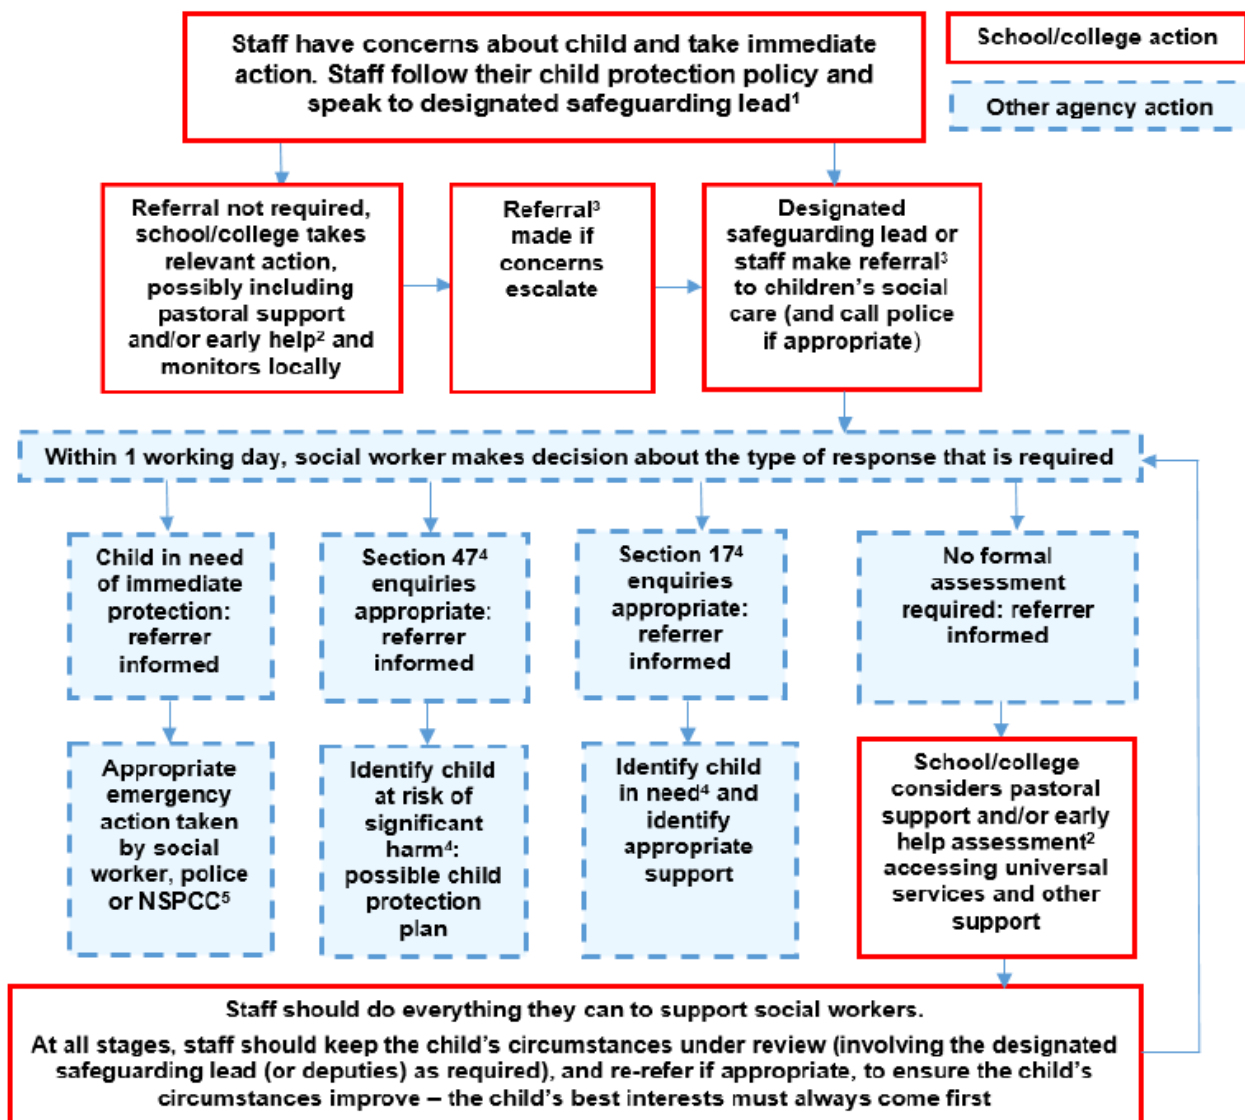 Staff have concerns about child and take immediate
action. Staff follow their child protection policy and
speak to designated safeguarding lead¹
School/college action
Other agency action
Referral not required,
school/college takes
relevant action,
possibly including
pastoral support
and/or early help² and
monitors locally
Referral³
made if
concerns
escalate
Designated
safeguarding lead or
staff make referral³
to children's social
care (and call police
if appropriate)
Within 1 working day, social worker makes decision about the type of response that is required
Child in need
of immediate
protection:
referrer
informed
Section 47⁴
enquiries
appropriate:
referrer
informed
Section 17⁴
enquiries
appropriate:
referrer
informed
No formal
assessment
required: referrer
informed
Appropriate
emergency
action taken
by social
worker, police
or NSPCC⁵
Identify child
at risk of
significant
harm⁴:
possible child
protection
plan
Identify child
in need⁴ and
identify
appropriate
support
School/college
considers pastoral
support and/or early
help assessment²
accessing universal
services and other
support
Staff should do everything they can to support social workers.
At all stages, staff should keep the child's circumstances under review (involving the designated
safeguarding lead (or deputies) as required), and re-refer if appropriate, to ensure the child's
circumstances improve – the child's best interests must always come first